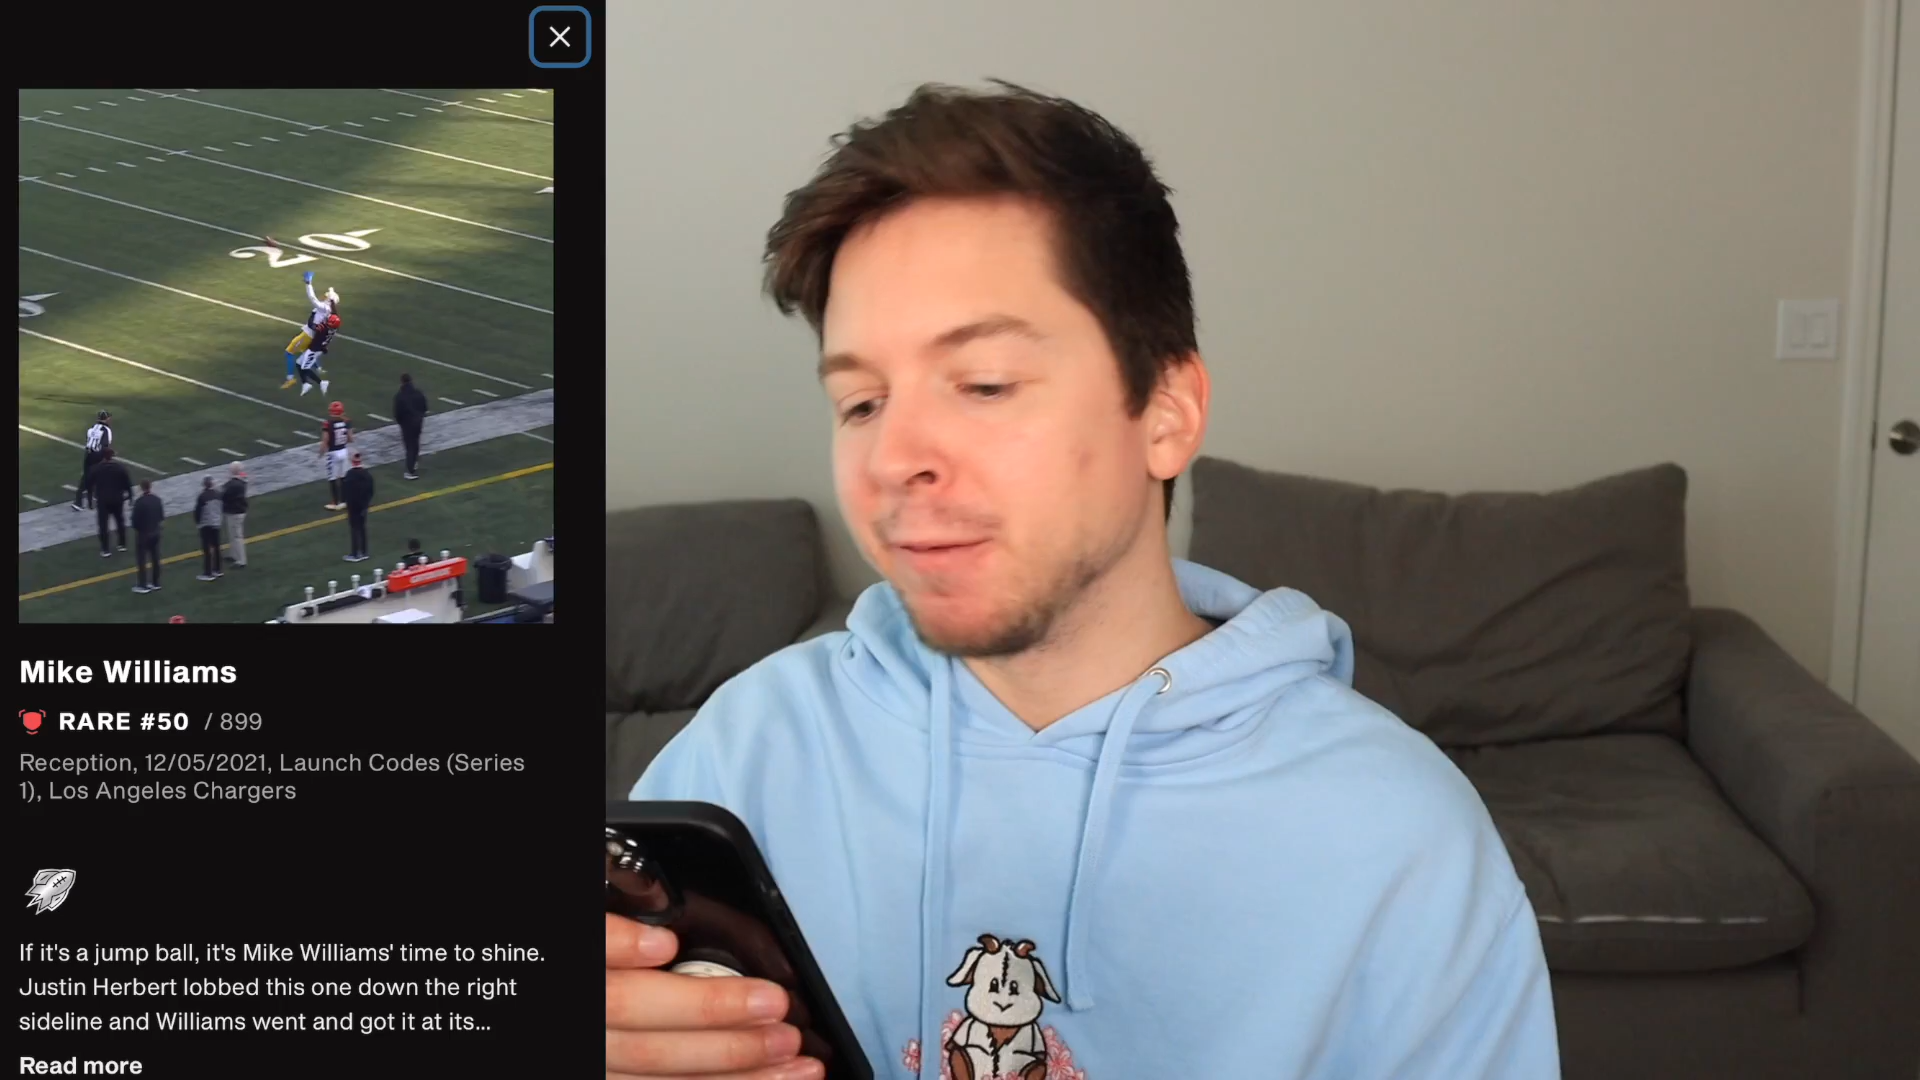 20
Mike Williams
RARE #50 / 899
Reception, 12/05/2021, Launch Codes (Series
1), Los Angeles Chargers
If it's a jump ball, it's Mike Williams' time to shine.
Justin Herbert lobbed this one down the right
sideline and Williams went and got it at its...
Read more